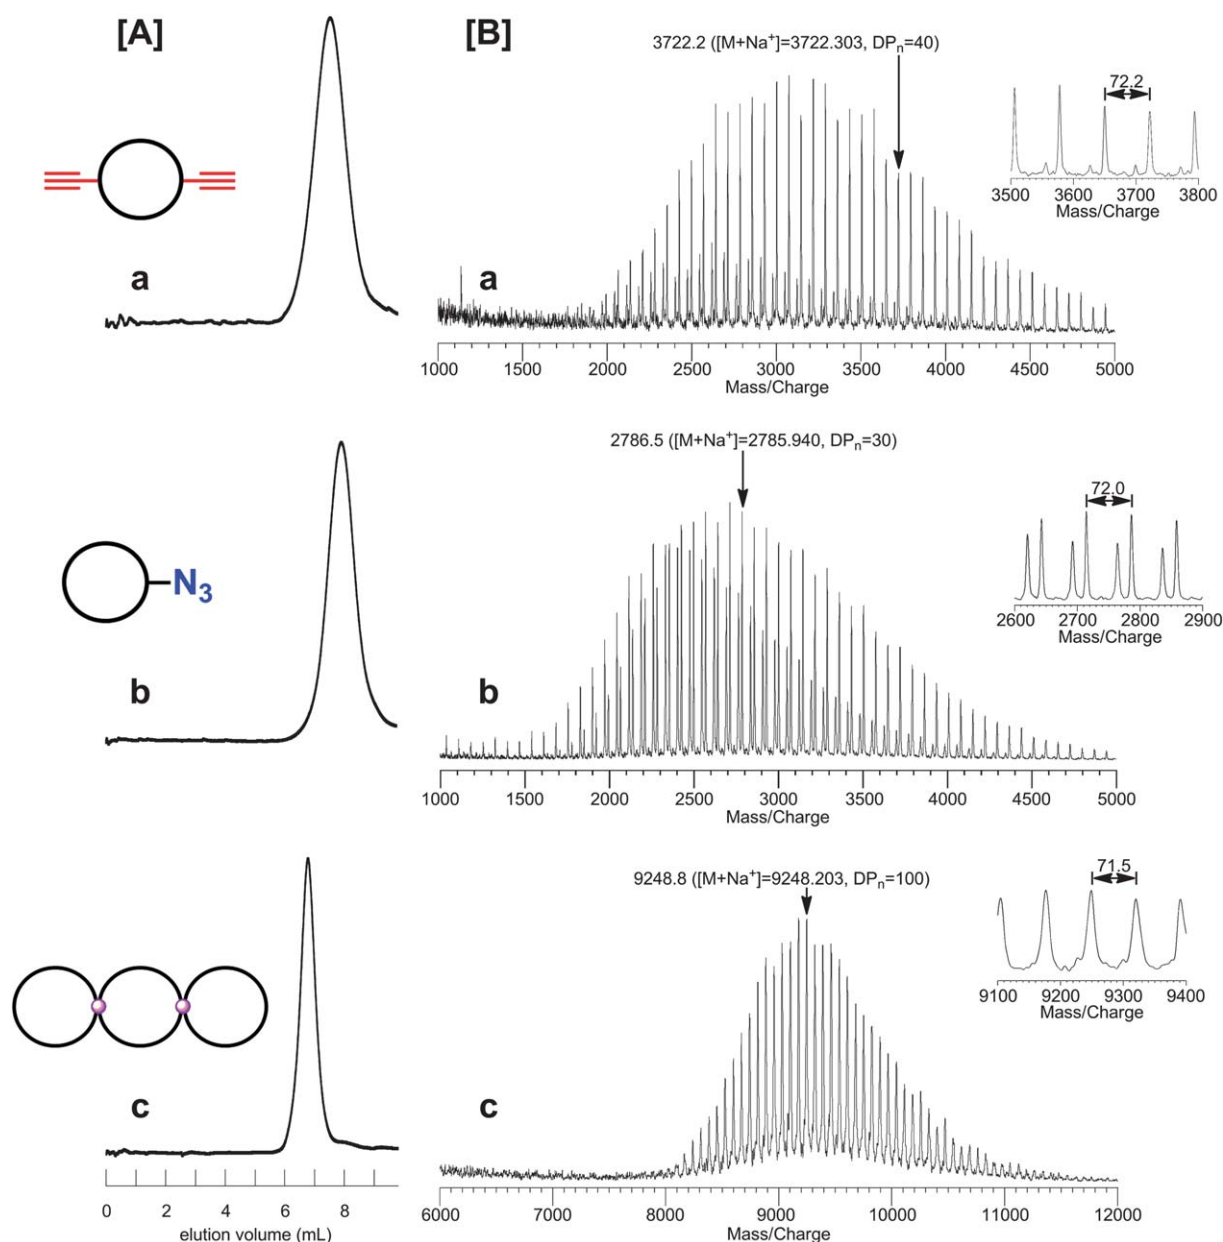 [A]
[B]
3722.2 ([M+Na⁺]=3722.303, DPₙ=40)
72.2
3500 3600 3700 3800
Mass/Charge
a
a
1000 1500 2000 2500 3000 3500 4000 4500 5000
Mass/Charge
2786.5 ([M+Na⁺]=2785.940, DPₙ=30)
72.0
2600 2700 2800 2900
Mass/Charge
N₃
b
b
1000 1500 2000 2500 3000 3500 4000 4500 5000
Mass/Charge
9248.8 ([M+Na⁺]=9248.203, DPₙ=100)
71.5
9100 9200 9300 9400
Mass/Charge
c
c
0 2 4 6 8
elution volume (mL)
6000 7000 8000 9000 10000 11000 12000
Mass/Charge